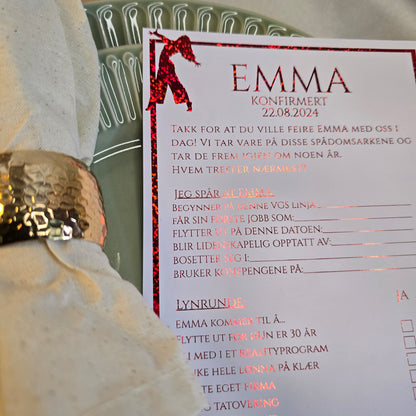 EMMA
KONFIRMERT
22.08.2024
TAKK FOR AT DU VILLE FEIRE EMMA MED OSS I
DAG! VI TAR VARE PÅ DISSE SPÅDOMSARKENE OG
TAR DE FREM IGJEN OM NOEN ÅR.
HVEM TREFFER NÆRMEST?
JEG SPÅR AT EMMA:
BEGYNNER PÅ DENNE VGS LINJA:
FÅR SIN FØRSTE JOBB SOM:
FLYTTER UT PÅ DENNE DATOEN:
BLIR LIDENSKAPELIG OPPTATT AV:
BOSETTER SEG I:
BRUKER KONFPENGENE PÅ:
LYNRUNDE
JA
EMMA KOMMER TIL Å...
FLYTTE UT FØR HUN ER 30 ÅR
BLI MED I ET REALITYPROGRAM
HELE LØNNA PÅ KLÆR
EGET FIRMA
TATOVERING